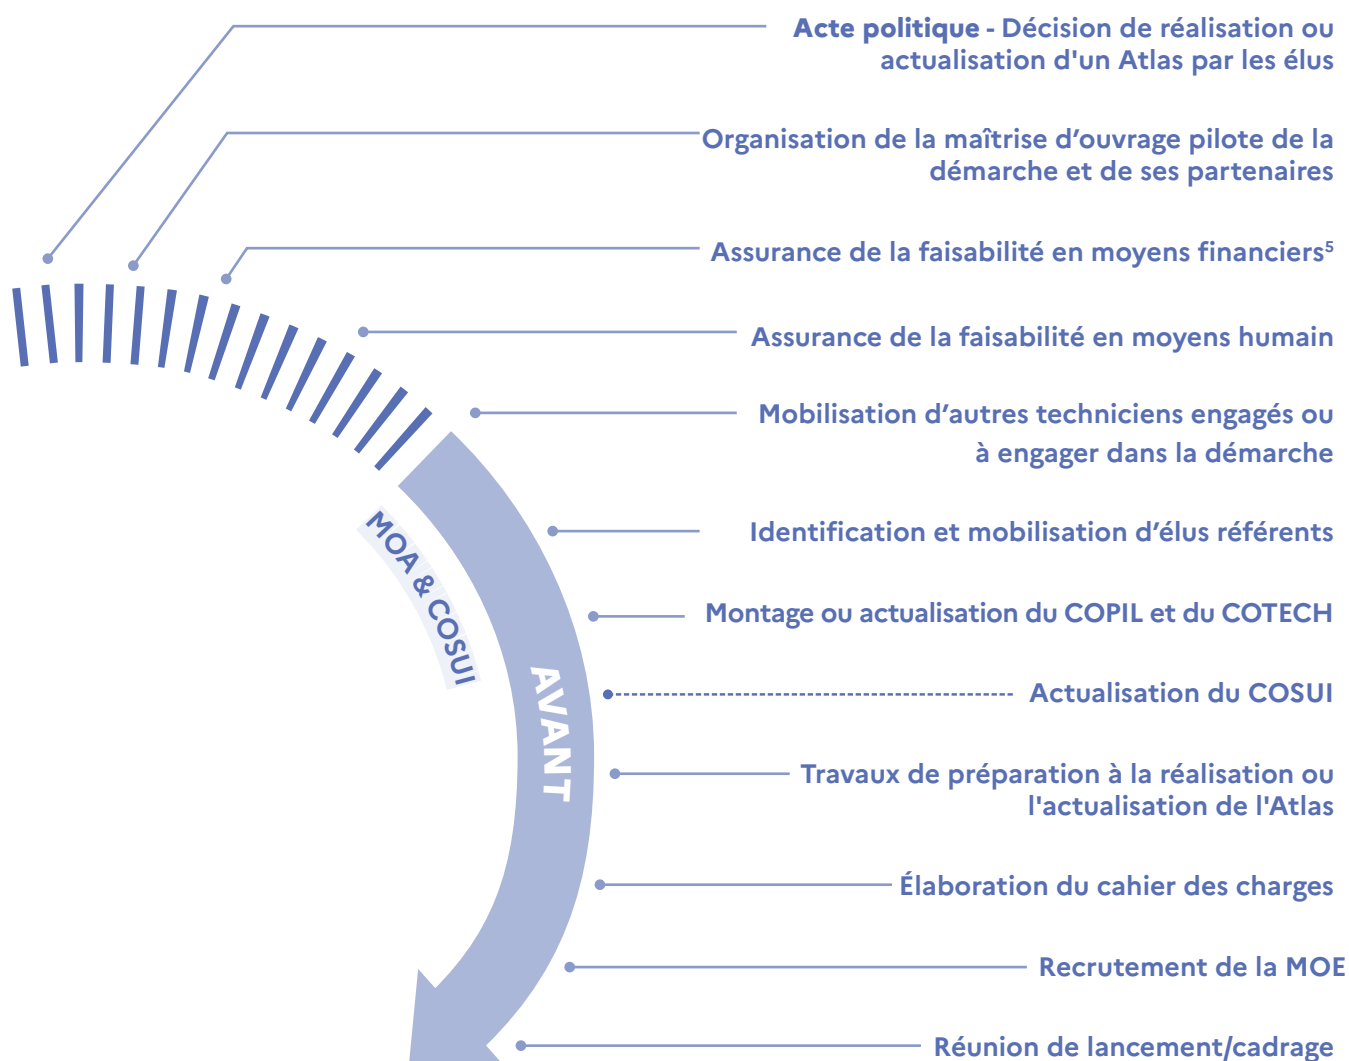 Acte politique - Décision de réalisation ou
actualisation d'un Atlas par les élus
Organisation de la maîtrise d’ouvrage pilote de la
démarche et de ses partenaires
Assurance de la faisabilité en moyens financiers⁵
Assurance de la faisabilité en moyens humain
Mobilisation d’autres techniciens engagés ou
à engager dans la démarche
Identification et mobilisation d’élus référents
Montage ou actualisation du COPIL et du COTECH
Actualisation du COSUI
Travaux de préparation à la réalisation ou
l'actualisation de l'Atlas
Élaboration du cahier des charges
Recrutement de la MOE
Réunion de lancement/cadrage
MOA & COSUI
AVANT